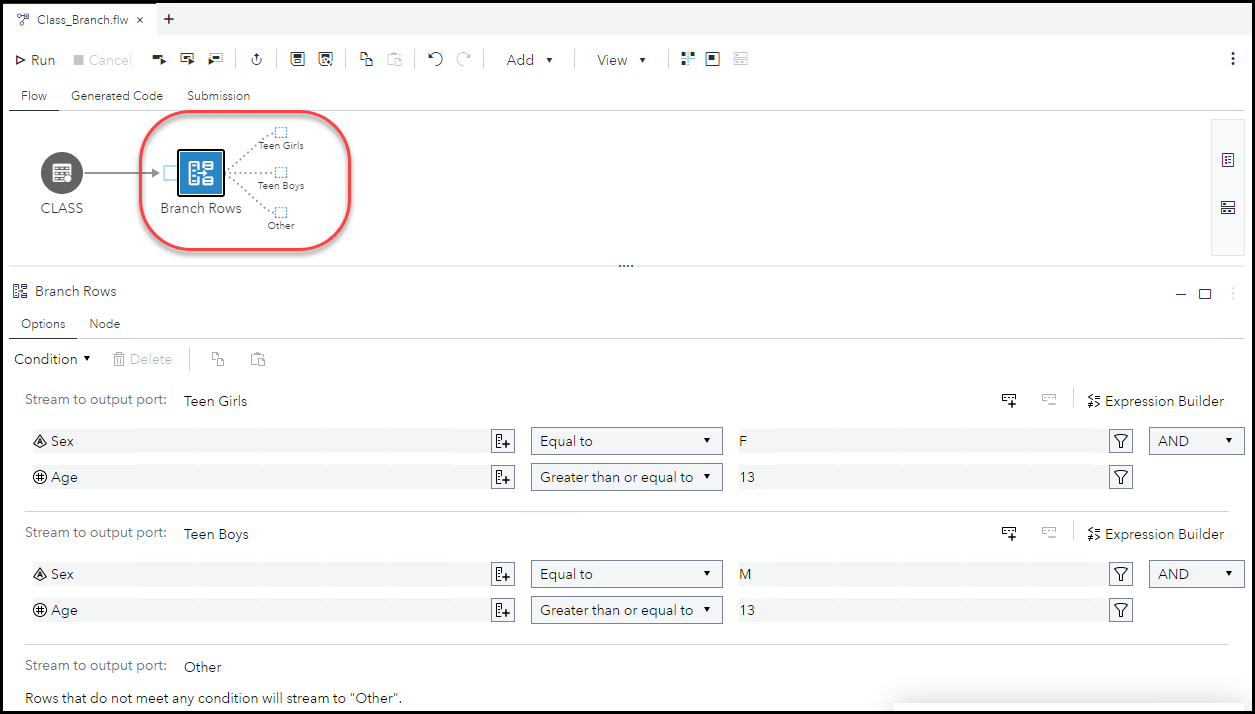 Class_Branch.flw × +
Run Cancel Add View
Flow Generated Code Submission
Teen Girls
Teen Boys
Other
CLASS
Branch Rows
Branch Rows
Options Node
Condition Delete
Stream to output port: Teen Girls Expression Builder
Sex Equal to F AND
Age Greater than or equal to 13
Stream to output port: Teen Boys Expression Builder
Sex Equal to M AND
Age Greater than or equal to 13
Stream to output port: Other
Rows that do not meet any condition will stream to "Other".